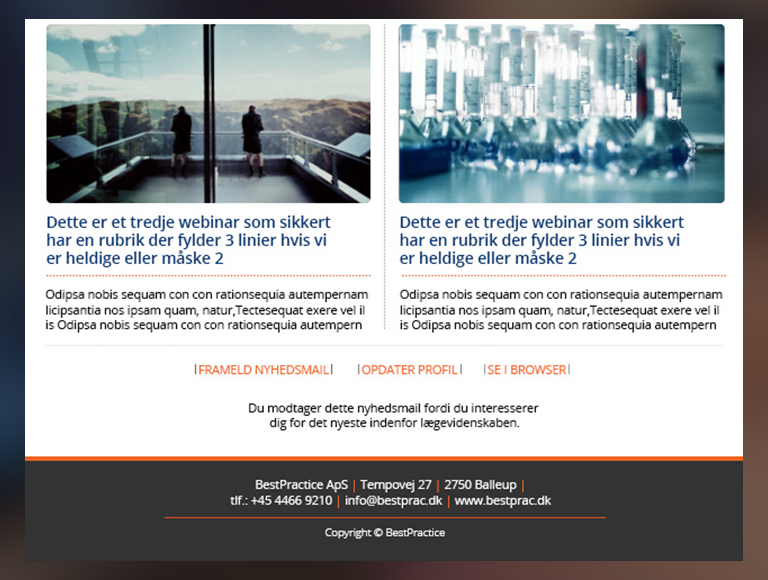 Dette er et tredje webinar som sikkert
har en rubrik der fylder 3 linier hvis vi
er heldige eller måske 2
Odipsa nobis sequam con con rationsequia autempernam
licipsantia nos ipsam quam, natur,Tectesequat exere vel il
is Odipsa nobis sequam con con rationsequia autempern
Dette er et tredje webinar som sikkert
har en rubrik der fylder 3 linier hvis vi
er heldige eller måske 2
Odipsa nobis sequam con con rationsequia autempernam
licipsantia nos ipsam quam, natur,Tectesequat exere vel il
is Odipsa nobis sequam con con rationsequia autempern
|FRAMELD NYHEDSMAIL| |OPDATER PROFIL| |SE I BROWSER|
Du modtager dette nyhedsmail fordi du interesserer
dig for det nyeste indenfor lægevidenskaben.
BestPractice ApS | Tempovej 27 | 2750 Balleup |
tlf.: +45 4466 9210 | info@bestprac.dk | www.bestprac.dk
Copyright © BestPractice